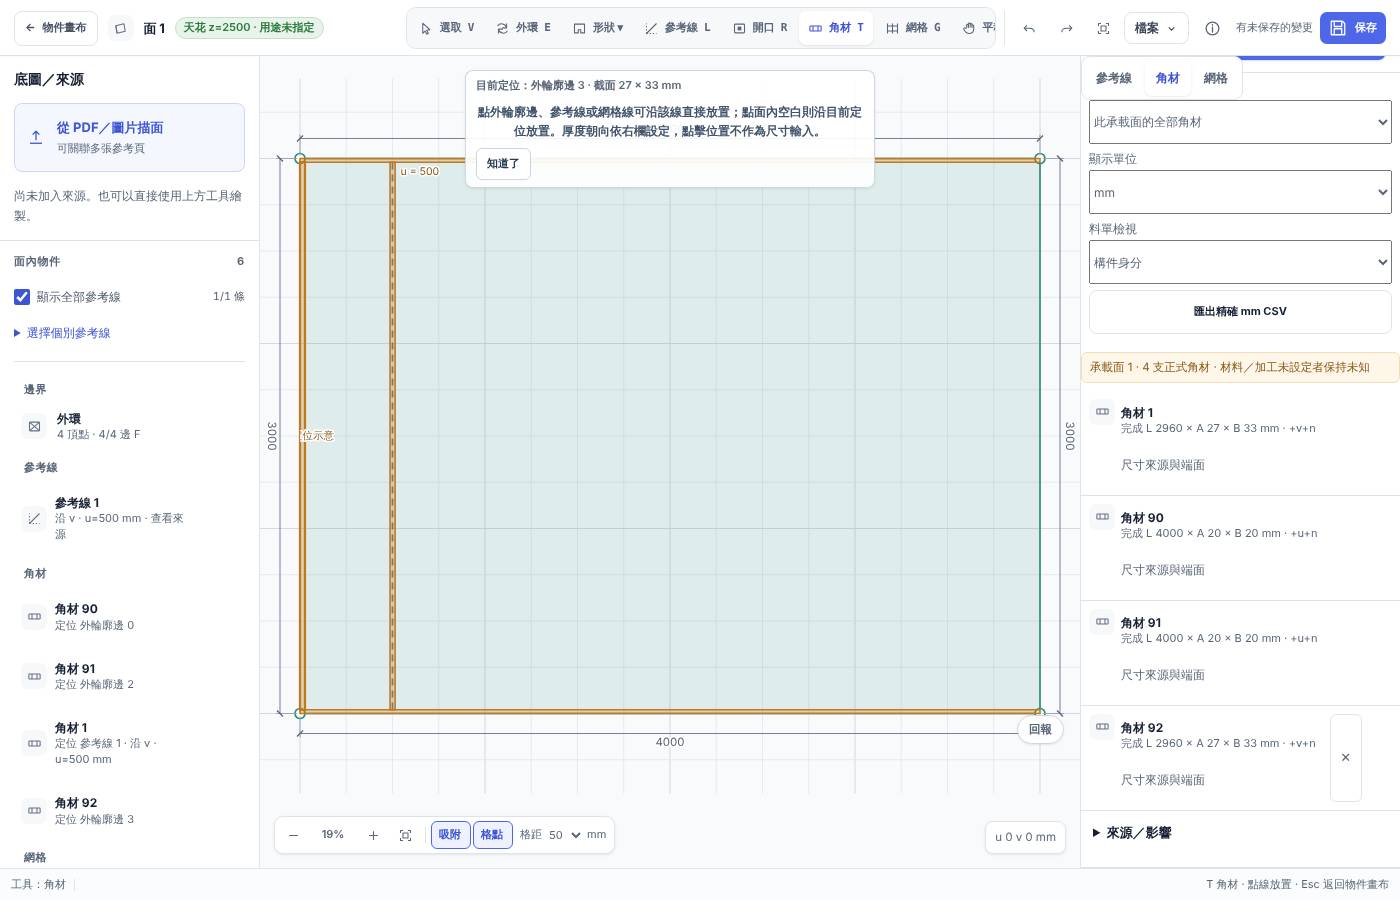 物件畫布
面 1
天花 z=2500 · 用途未指定
選取 V
外環 E
形狀▾
參考線 L
開口 R
角材 T
網格 G
檔案
有未保存的變更
保存
底圖／來源
從 PDF／圖片描面
可關聯多張參考頁
尚未加入來源。也可以直接使用上方工具繪
製。
面內物件
6
顯示全部參考線
1/1 條
選擇個別參考線
邊界
外環
4 頂點 · 4/4 邊 F
參考線
參考線 1
沿 v · u=500 mm · 查看來
源
角材
角材 90
定位 外輪廓邊 0
角材 91
定位 外輪廓邊 2
角材 1
定位 參考線 1 · 沿 v ·
u=500 mm
角材 92
定位 外輪廓邊 3
網格
目前定位：外輪廓邊 3 · 截面 27 × 33 mm
點外輪廓邊、參考線或網格線可沿該線直接放置；點面內空白則沿目前定
位放置。厚度朝向依右欄設定，點擊位置不作為尺寸輸入。
知道了
u = 500
位示意
3000
3000
4000
回報
19%
吸附
格點
格距
50
mm
u 0 v 0 mm
參考線
角材
網格
此承載面的全部角材
顯示單位
mm
料單檢視
構件身分
匯出精確 mm CSV
承載面 1 · 4 支正式角材 · 材料／加工未設定者保持未知
角材 1
完成 L 2960 × A 27 × B 33 mm · +v+n
尺寸來源與端面
角材 90
完成 L 4000 × A 20 × B 20 mm · +u+n
尺寸來源與端面
角材 91
完成 L 4000 × A 20 × B 20 mm · +u+n
尺寸來源與端面
角材 92
完成 L 2960 × A 27 × B 33 mm · +v+n
尺寸來源與端面
來源／影響
工具：角材
T 角材 · 點線放置 · Esc 返回物件畫布